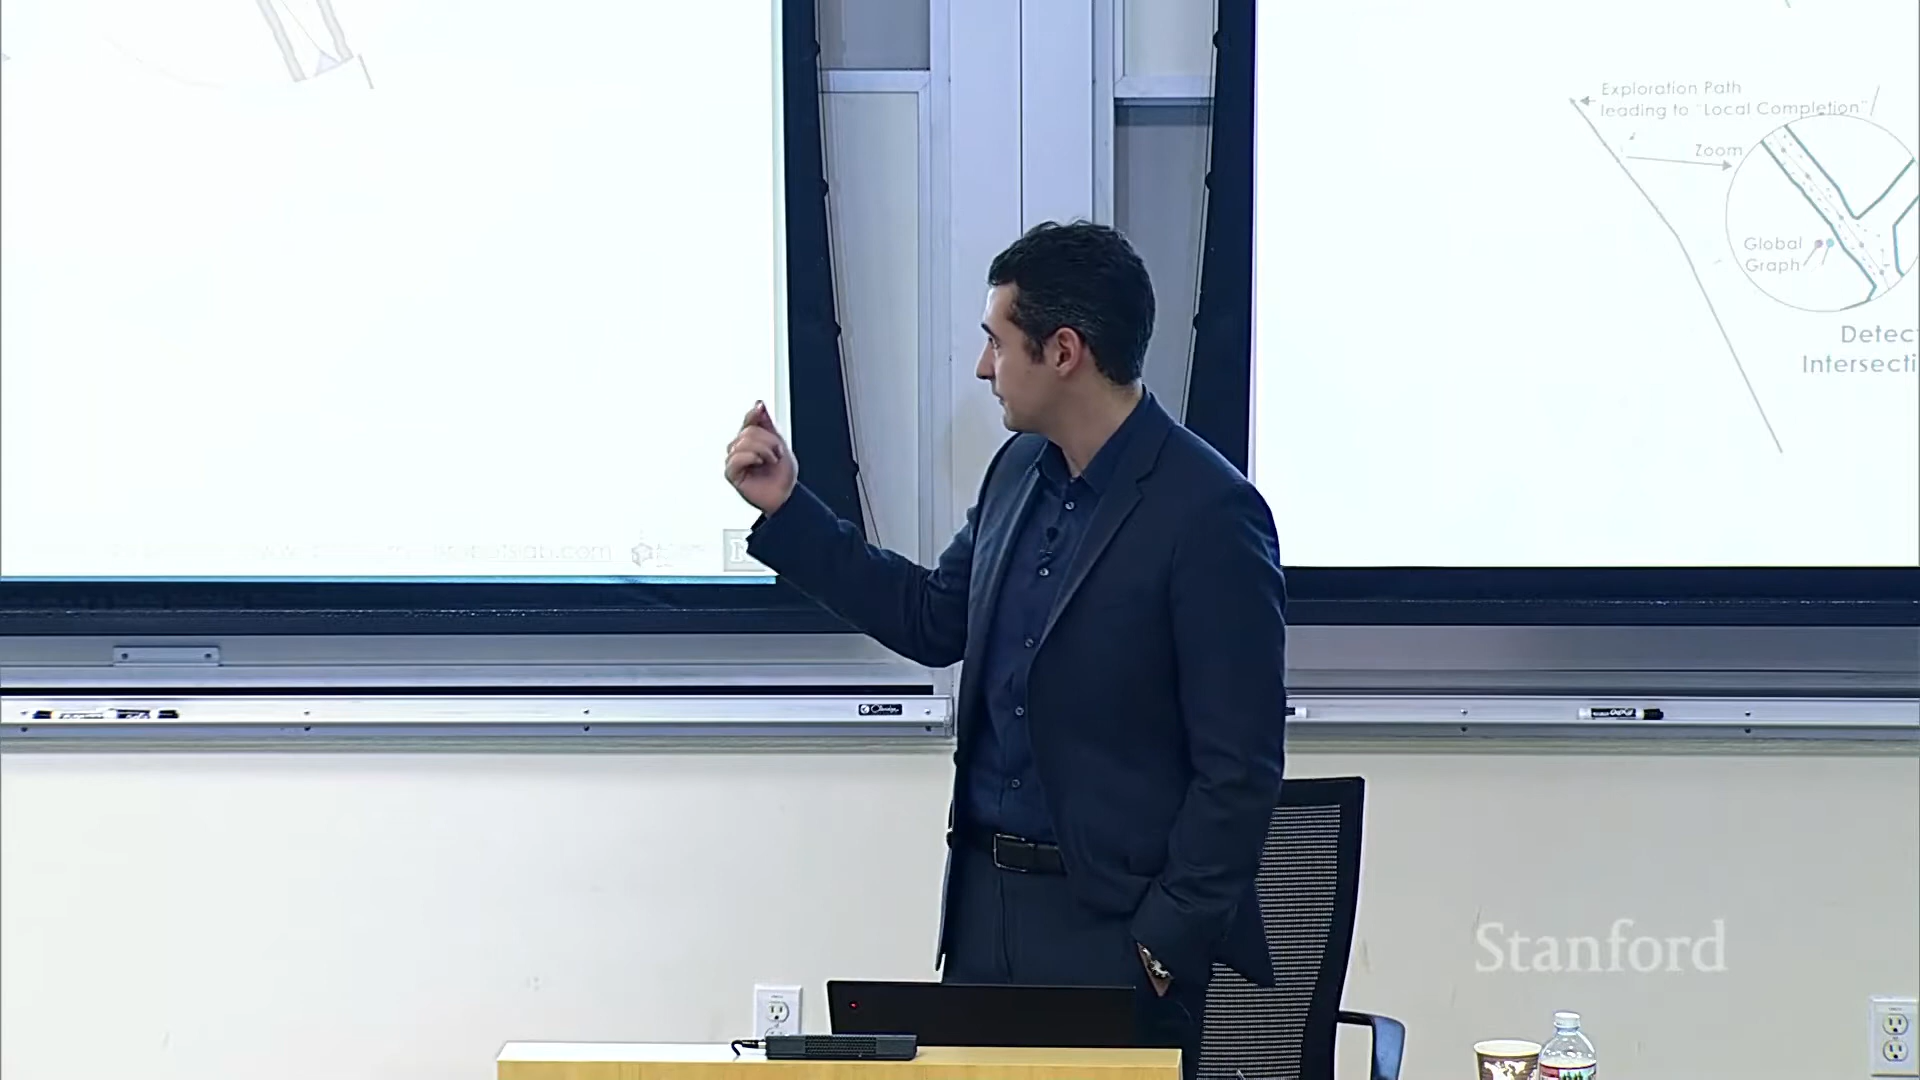 Exploration Path
leading to "Local Completion"
Zoom
Global
Graph
Detec
Intersecti
Stanford